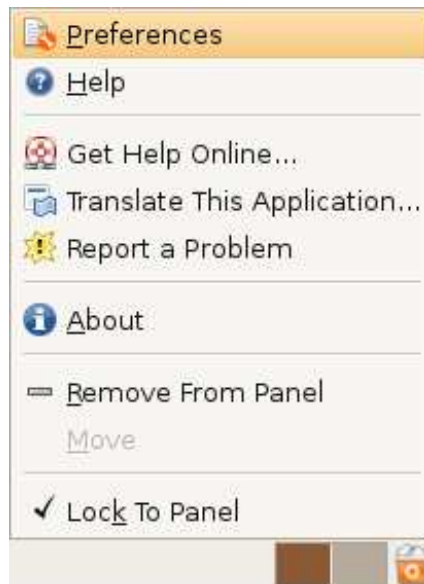 Preferences
Help
Get Help Online...
Translate This Application...
Report a Problem
About
Remove From Panel
Move
Lock To Panel